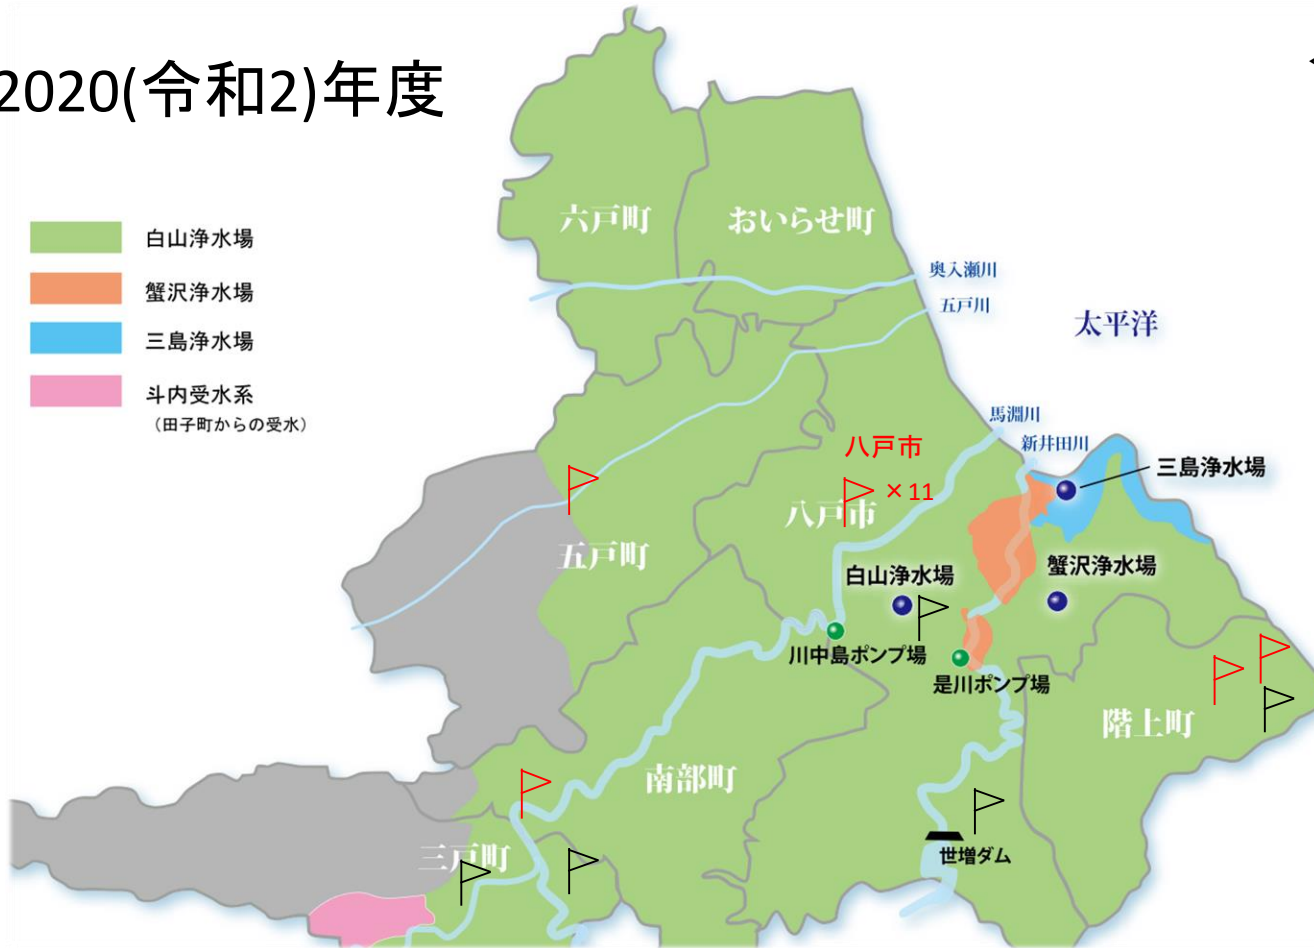 2020(令和2)年度
白山浄水場
蟹沢浄水場
三島浄水場
斗内受水系
（田子町からの受水）
六戸町
おいらせ町
奥入瀬川
五戸川
太平洋
馬淵川
新井田川
三島浄水場
八戸市
×11
八戸市
五戸町
白山浄水場
蟹沢浄水場
川中島ポンプ場
是川ポンプ場
階上町
南部町
三戸町
世増ダム